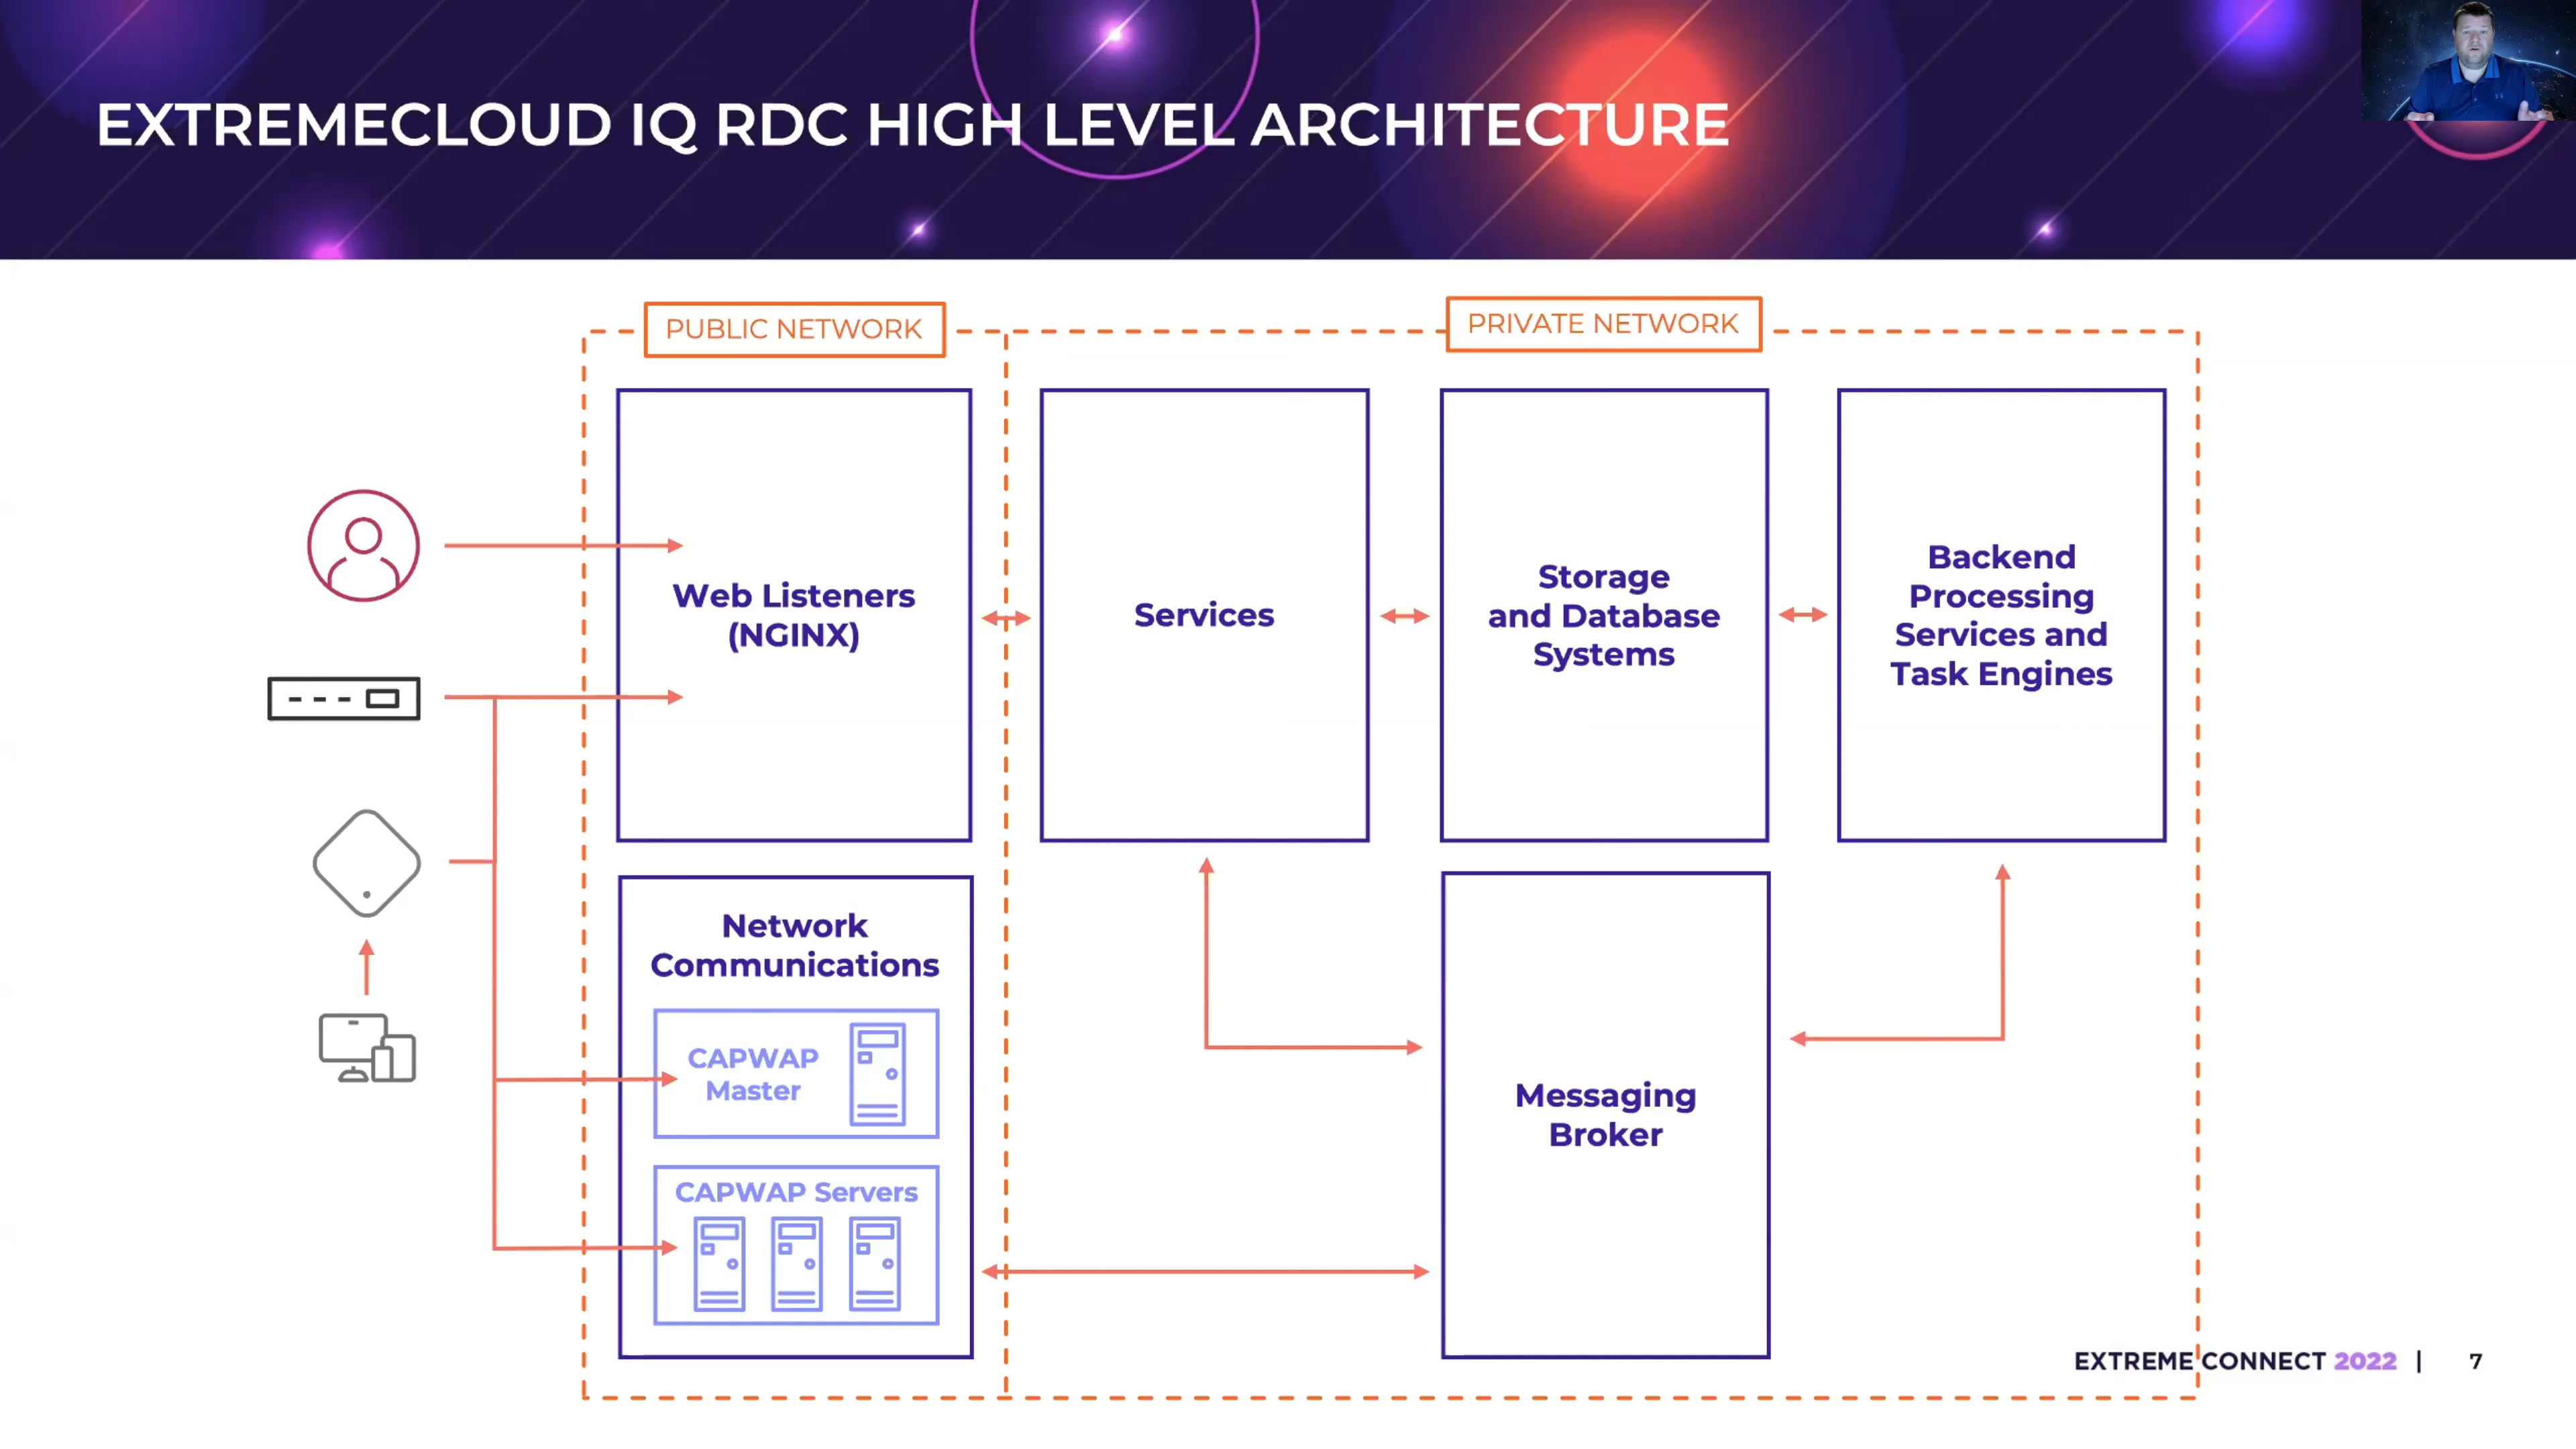 EXTREMECLOUD IQ RDC HIGH LEVEL ARCHITECTURE
PUBLIC NETWORK
PRIVATE NETWORK
Web Listeners
(NGINX)
Services
Storage
and Database
Systems
Backend
Processing
Services and
Task Engines
Network
Communications
CAPWAP
Master
CAPWAP Servers
Messaging
Broker
EXTREME CONNECT 2022 | 7